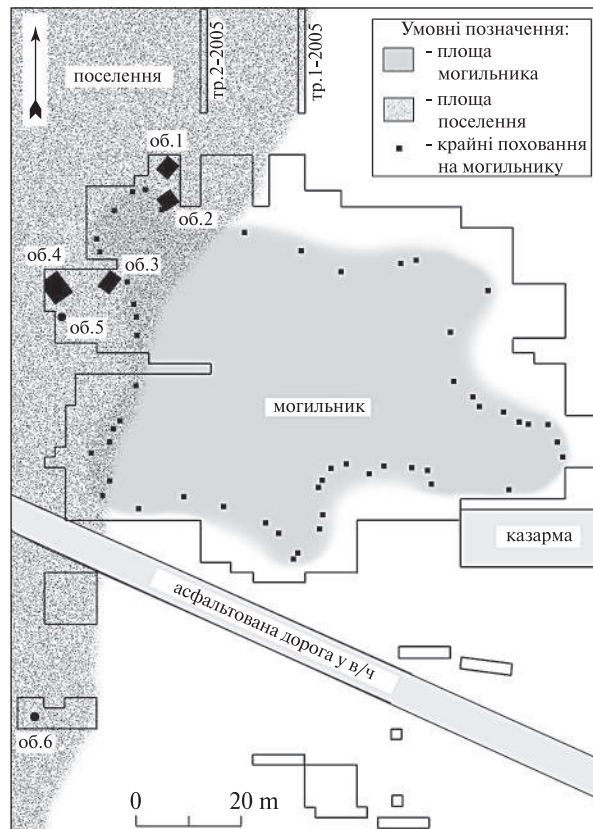 поселення
тр.2-2005
тр.1-2005
Умовні позначення:
- площа
могильника
- площа
поселення
- крайні поховання
на могильнику
об.1
об.2
об.4
об.3
об.5
могильник
казарма
асфальтована дорога у в/ч
об.6
0 20 m